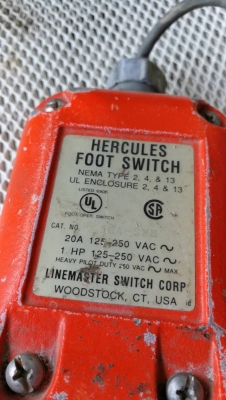 HERCULES
FOOT SWITCH
NEMA TYPE 2, 4, & 13
UL ENCLOSURE 2, 4, & 13
UL
FOOT-OPER. SWITCH
SA
CAT. NO.
20A 125-250 VAC ~
1 HP 125-250 VAC ~
HEAVY PILOT DUTY 250 VAC ~ MAX.
LINEMASTER SWITCH CORP
WOODSTOCK, CT. USA